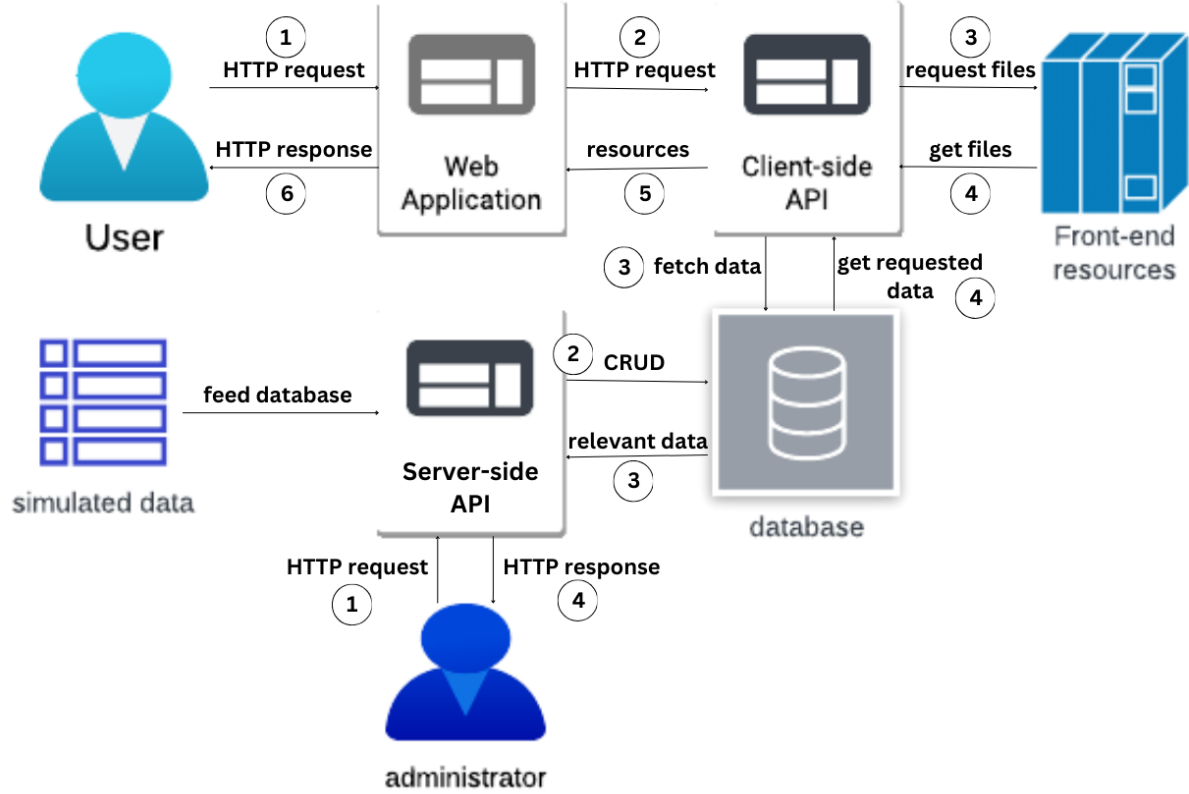 1
2
3
HTTP request
HTTP request
request files
HTTP response
resources
get files
6
5
4
Web
Application
Client-side
API
User
Front-end
resources
3
fetch data
get requested
data
4
2
CRUD
feed database
relevant data
3
Server-side
API
simulated data
database
HTTP request
HTTP response
1
4
administrator